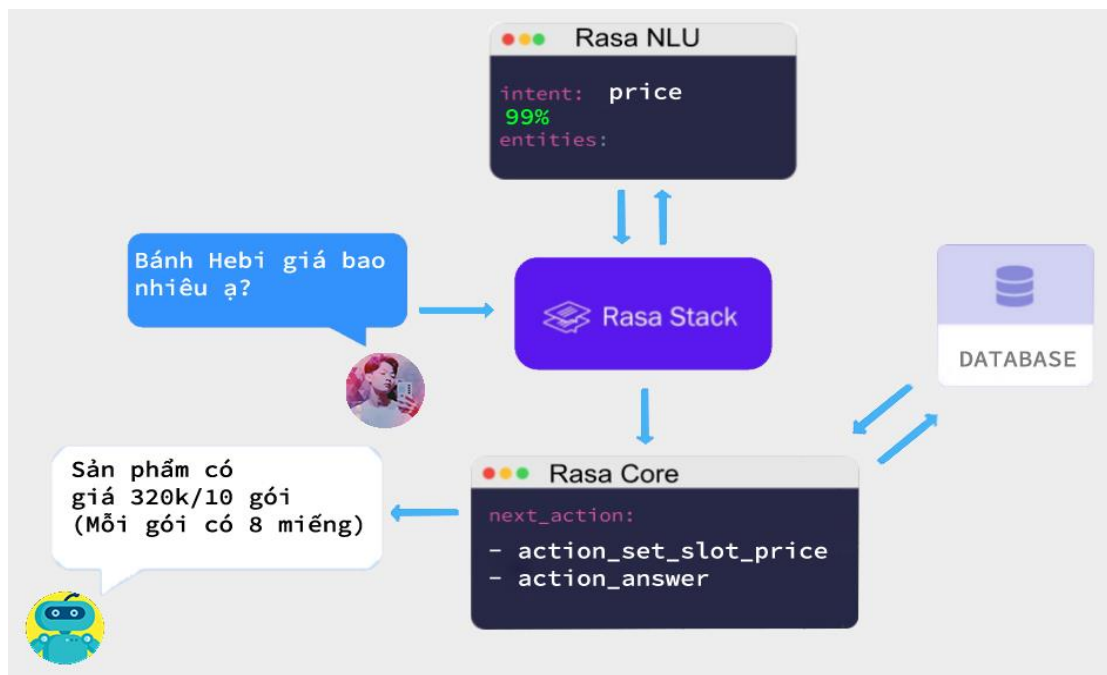 Rasa NLU
intent: price
99%
entities:
Bánh Hebi giá bao
nhiêu ạ?
Rasa Stack
DATABASE
Rasa Core
next_action:
- action_set_slot_price
- action_answer
Sản phẩm có
giá 320k/10 gói
(Mỗi gói có 8 miếng)